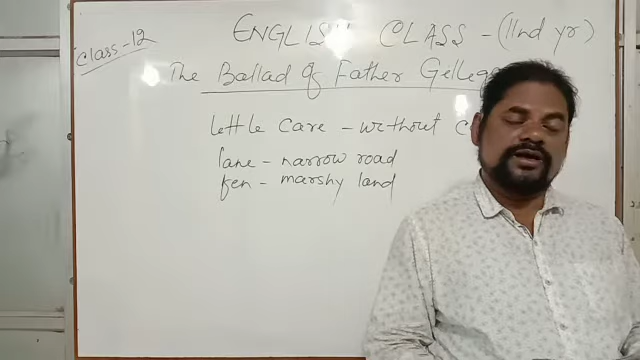 Class-12
ENGLISH CLASS - (IInd yr)
The Ballad of Father
little care - without
lane - narrow road
fen - marshy land